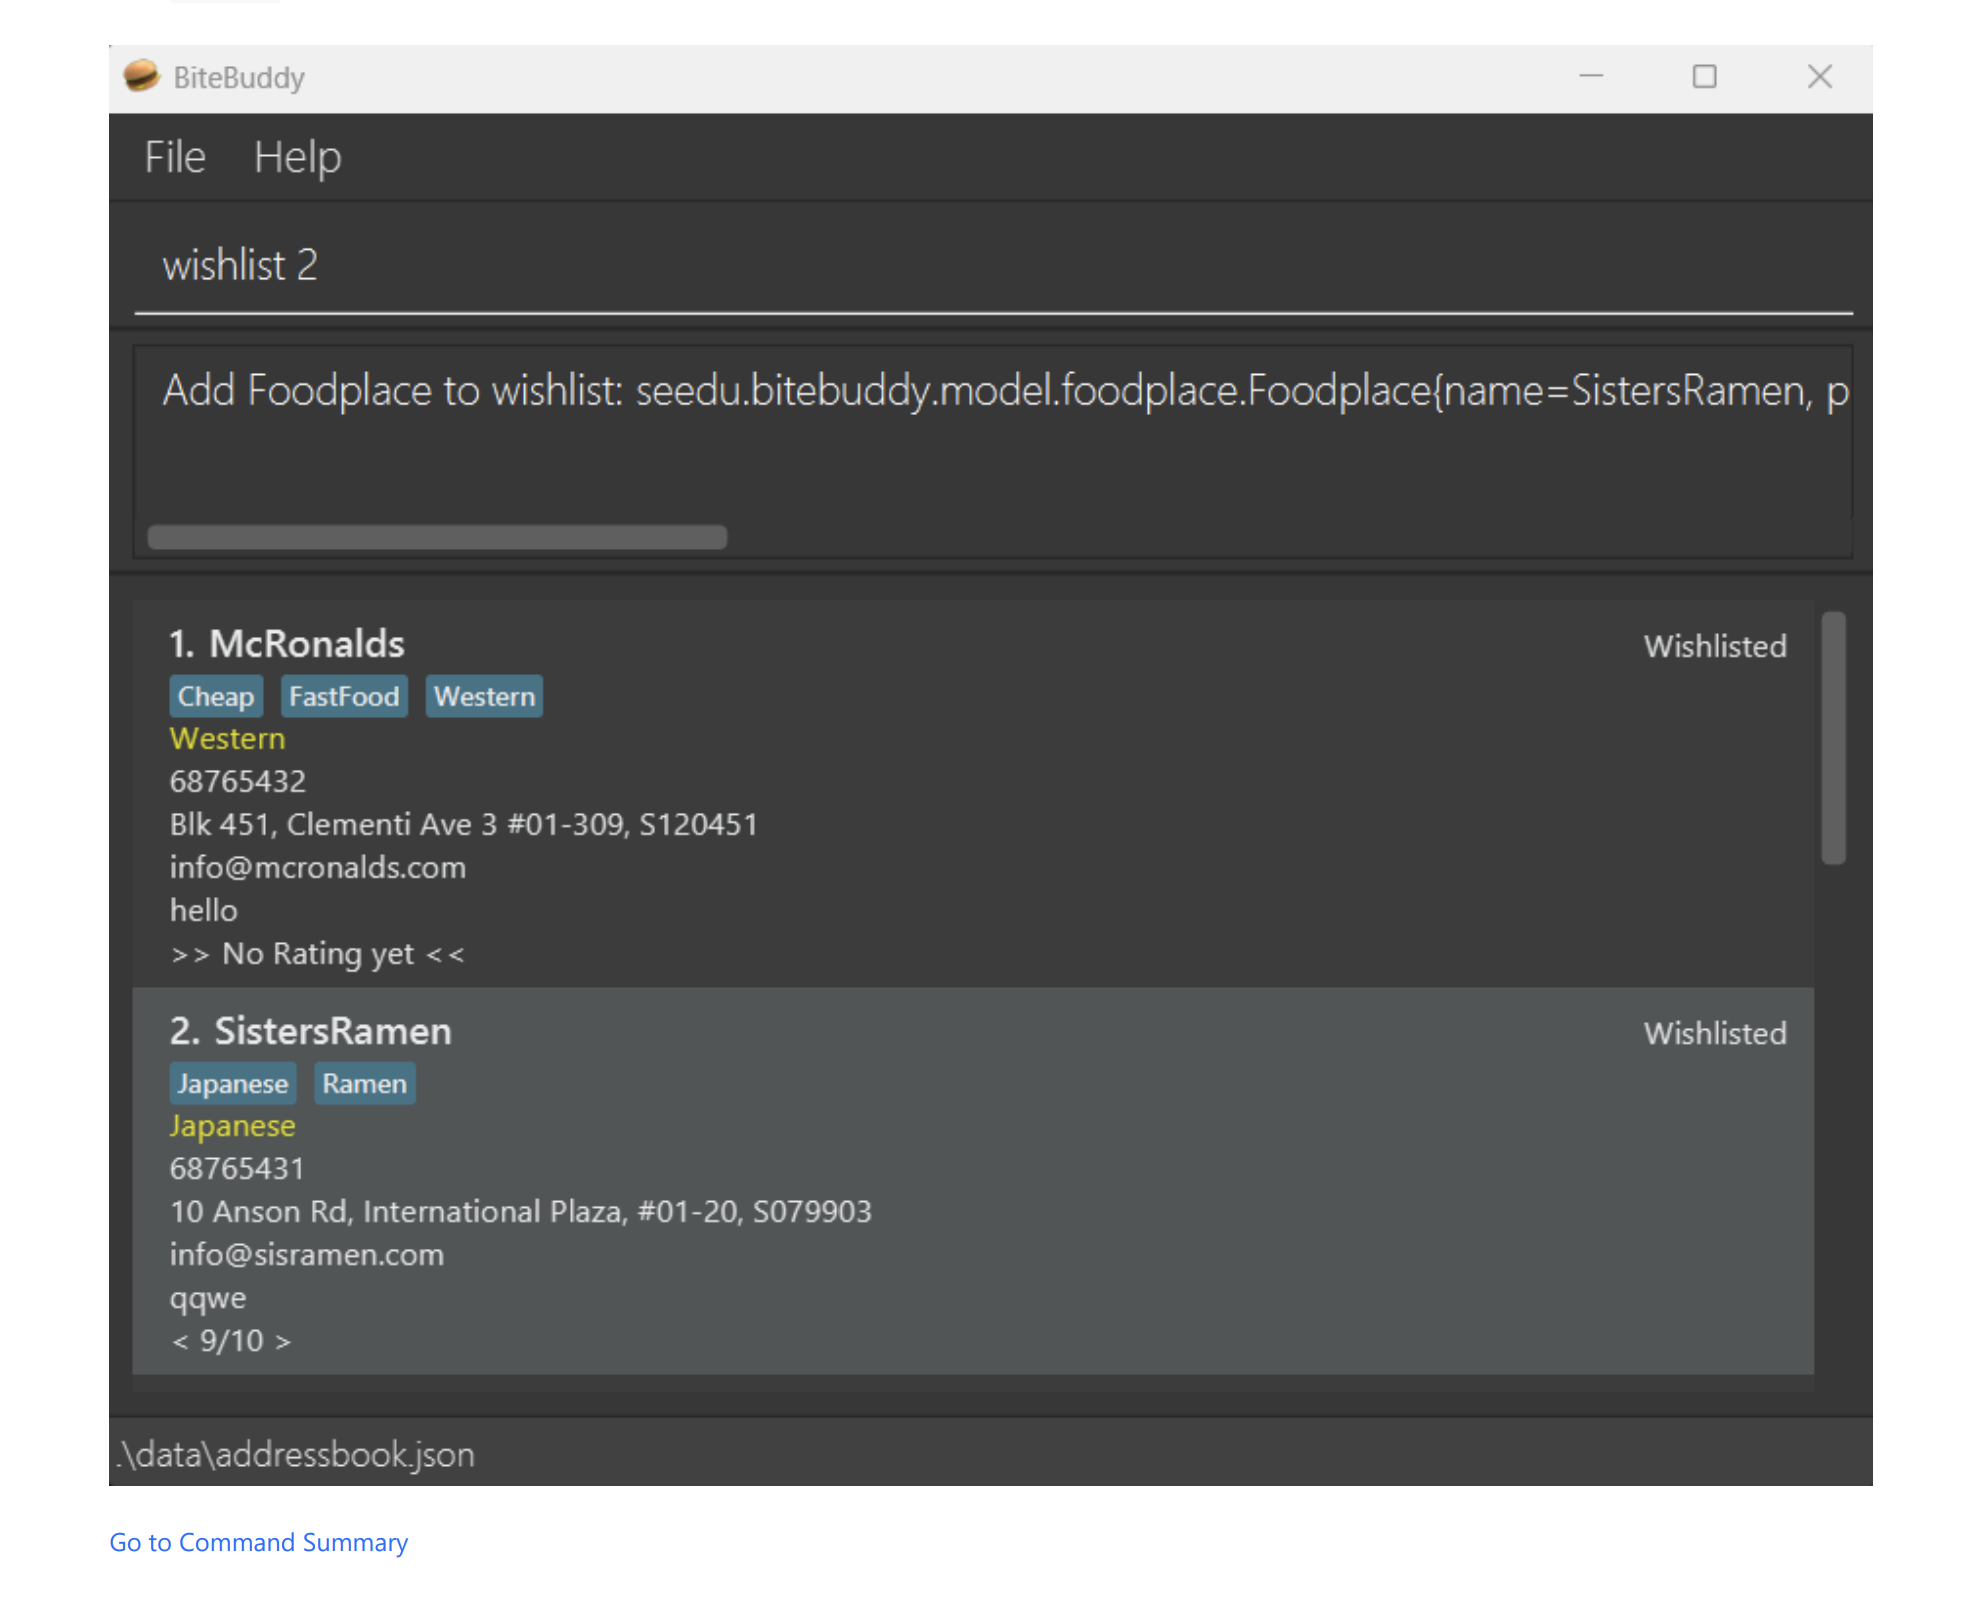 BiteBuddy
File Help
wishlist 2
Add Foodplace to wishlist: seedu.bitebuddy.model.foodplace.Foodplace{name=SistersRamen, p
1. McRonalds Wishlisted
Cheap FastFood Western
Western
68765432
Blk 451, Clementi Ave 3 #01-309, S120451
info@mcronalds.com
hello
>> No Rating yet <<
2. SistersRamen Wishlisted
Japanese Ramen
Japanese
68765431
10 Anson Rd, International Plaza, #01-20, S079903
info@sisramen.com
qqwe
< 9/10 >
.\data\addressbook.json
Go to Command Summary